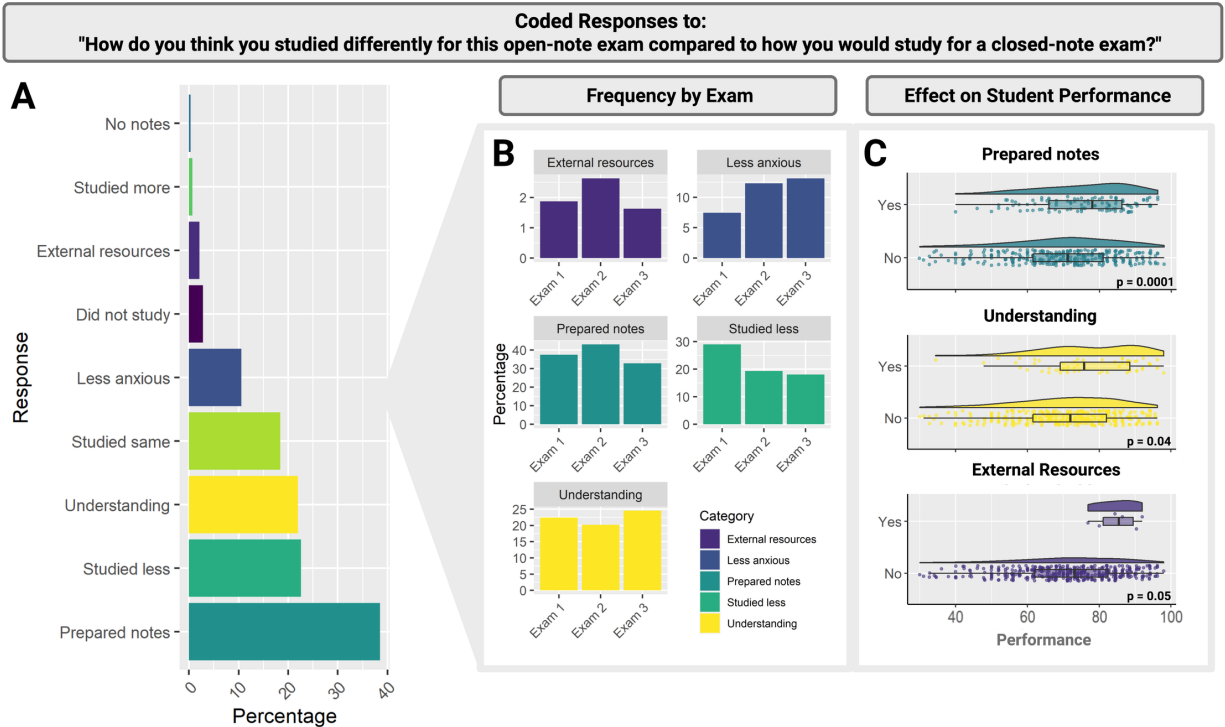 Coded Responses to:
"How do you think you studied differently for this open-note exam compared to how you would study for a closed-note exam?"
A
Response
No notes
Studied more
External resources
Did not study
Less anxious
Studied same
Understanding
Studied less
Prepared notes
0 10 20 30 40
Percentage
Frequency by Exam
B
Percentage
External resources
2
1
0
Exam 1 Exam 2 Exam 3
Less anxious
10
5
0
Exam 1 Exam 2 Exam 3
Prepared notes
40
30
20
10
0
Exam 1 Exam 2 Exam 3
Studied less
30
20
10
0
Exam 1 Exam 2 Exam 3
Understanding
25
20
15
10
5
0
Exam 1 Exam 2 Exam 3
Category
External resources
Less anxious
Prepared notes
Studied less
Understanding
Effect on Student Performance
C
Prepared notes
Yes
No
p = 0.0001
Understanding
Yes
No
p = 0.04
External Resources
Yes
No
p = 0.05
40 60 80 100
Performance